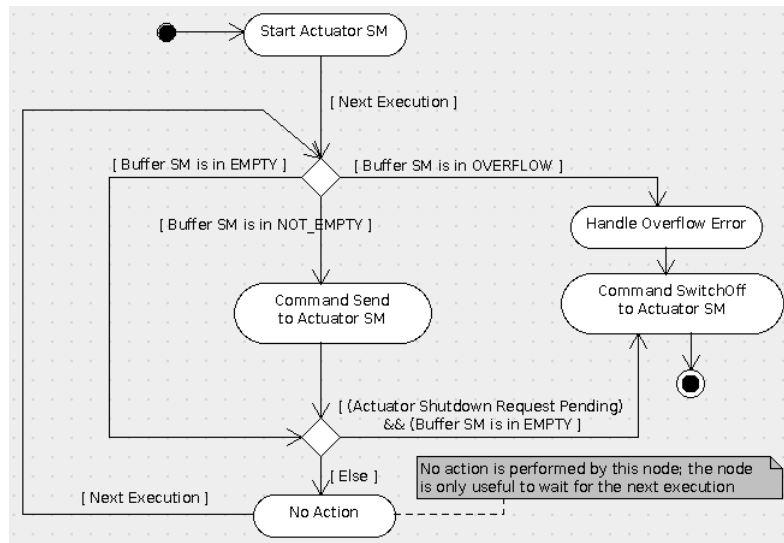 Start Actuator SM
[ Next Execution ]
[ Buffer SM is in EMPTY ]
[ Buffer SM is in OVERFLOW ]
[ Buffer SM is in NOT_EMPTY ]
Handle Overflow Error
Command Send
to Actuator SM
Command SwitchOff
to Actuator SM
[ (Actuator Shutdown Request Pending)
&& (Buffer SM is in EMPTY ]
[ Else ]
No action is performed by this node; the node
is only useful to wait for the next execution
[ Next Execution ]
No Action